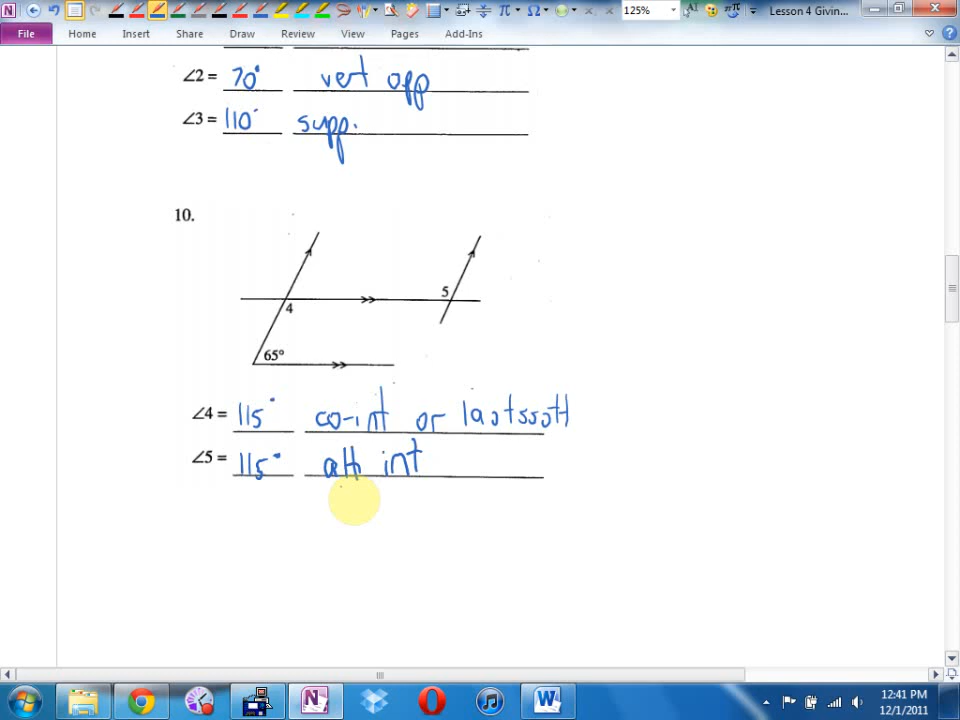 125%
Lesson 4 Givin...
File Home Insert Share Draw Review View Pages Add-Ins
∠2 = 70° vert opp
∠3 = 110° supp.
10.
5
4
65°
∠4 = 115° co-int or laotssott
∠5 = 115° alt int
12:41 PM
12/1/2011